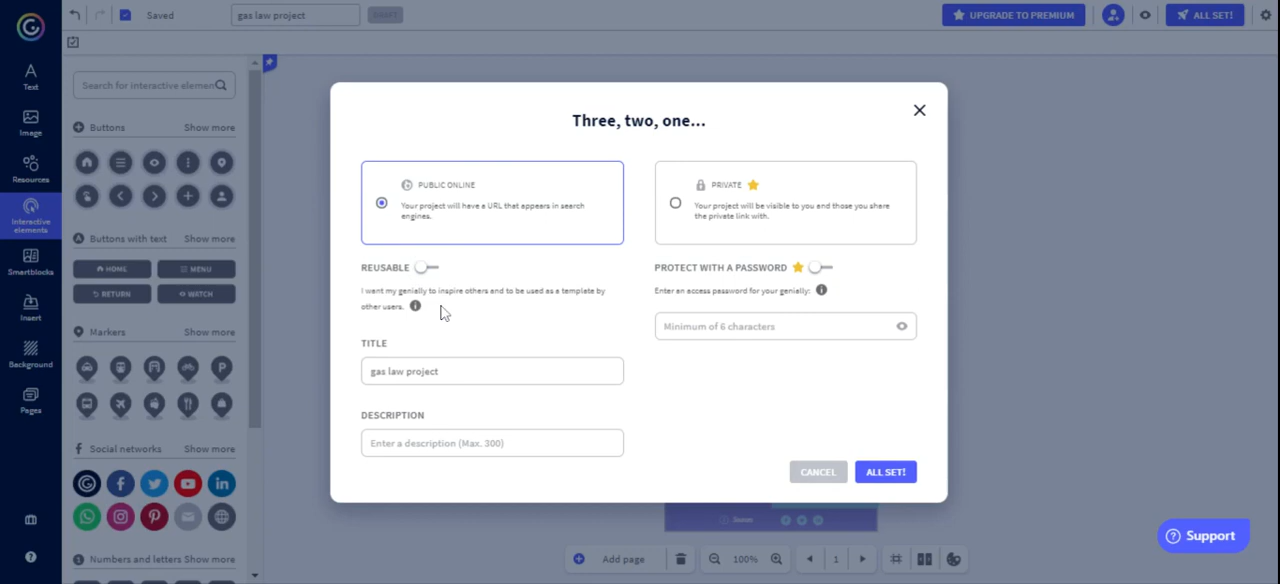 Saved
gas law project
DRAFT
UPGRADE TO PREMIUM
ALL SET!
Text
Image
Resources
Interactive
elements
Smartblocks
Insert
Background
Pages
Search for interactive elemen
Buttons Show more
Buttons with text Show more
HOME MENU
RETURN WATCH
Markers Show more
P
Social networks Show more
Numbers and letters Show more
Three, two, one...
PUBLIC ONLINE
Your project will have a URL that appears in search
engines.
PRIVATE
Your project will be visible to you and those you share
the private link with.
REUSABLE
I want my genially to inspire others and to be used as a template by
other users.
PROTECT WITH A PASSWORD
Enter an access password for your genially:
Minimum of 6 characters
TITLE
gas law project
DESCRIPTION
Enter a description (Max. 300)
CANCEL ALL SET!
Add page 100% 1
Support